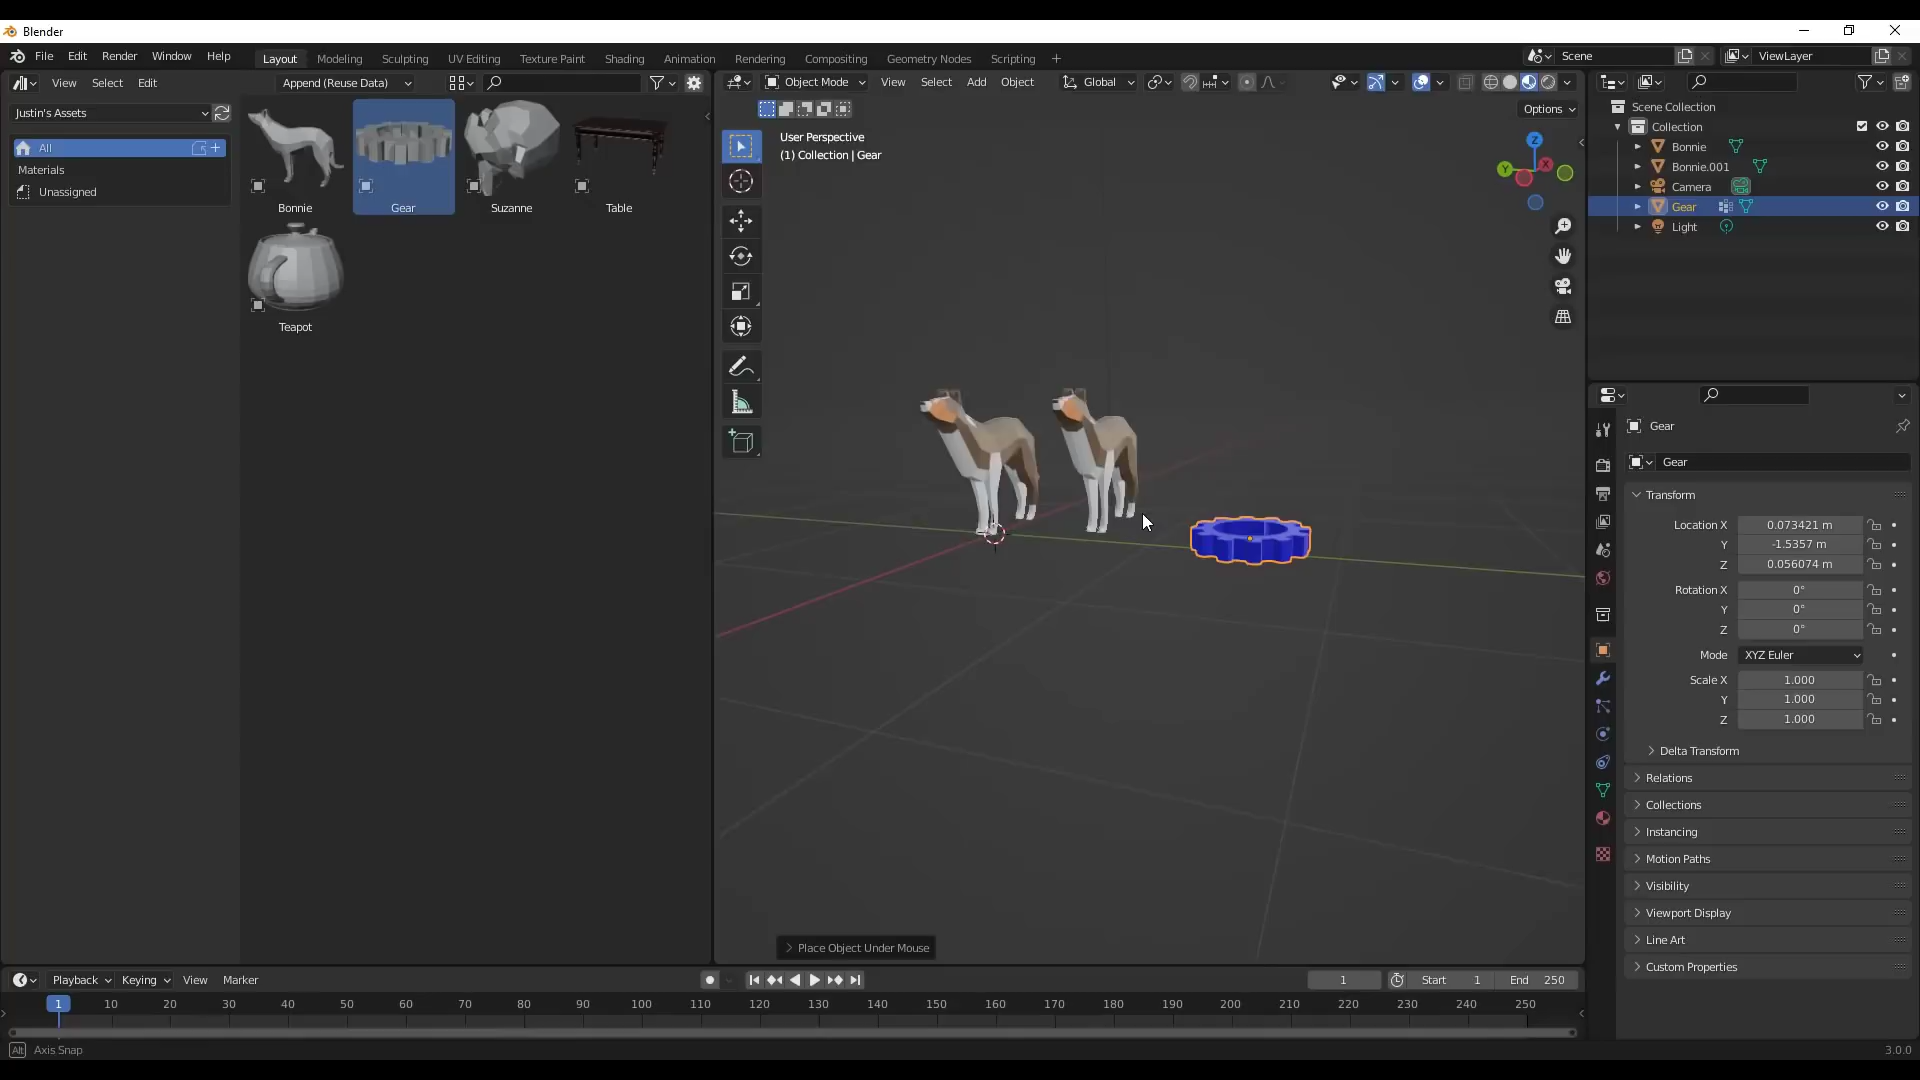 Blender
File Edit Render Window Help
Layout Modeling Sculpting UV Editing Texture Paint Shading Animation Rendering Compositing Geometry Nodes Scripting +
Scene
ViewLayer
View Select Edit
Append (Reuse Data)
Object Mode View Select Add Object Global
Justin's Assets
Options
All
Materials
Unassigned
Bonnie Gear Suzanne Table
Teapot
User Perspective
(1) Collection | Gear
Z
Y X
Scene Collection
Collection
Bonnie
Bonnie.001
Camera
Gear
Light
Gear
Gear
Transform
Location X 0.073421 m
Y -1.5357 m
Z 0.056074 m
Rotation X 0°
Y 0°
Z 0°
Mode XYZ Euler
Scale X 1.000
Y 1.000
Z 1.000
Delta Transform
Relations
Collections
Instancing
Motion Paths
Visibility
Viewport Display
Line Art
Custom Properties
Place Object Under Mouse
Playback Keying View Marker
1 Start 1 End 250
1 10 20 30 40 50 60 70 80 90 100 110 120 130 140 150 160 170 180 190 200 210 220 230 240 250
Alt Axis Snap
3.0.0